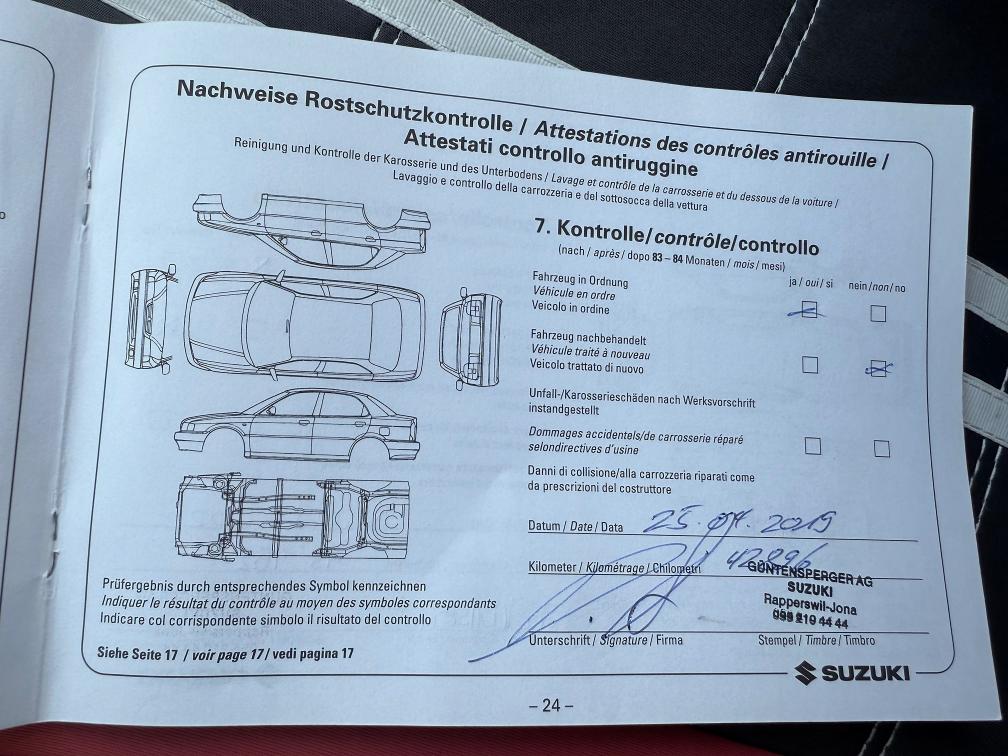 Nachweise Rostschutzkontrolle / Attestations des contrôles antirouille /
Attestati controllo antiruggine
Reinigung und Kontrolle der Karosserie und des Unterbodens / Lavage et contrôle de la carrosserie et du dessous de la voiture /
Lavaggio e controllo della carrozzeria e del sottosocca della vettura
7. Kontrolle/contrôle/controllo
(nach / après / dopo 83 – 84 Monaten / mois / mesi)
ja / oui / si nein / non / no
Fahrzeug in Ordnung
Véhicule en ordre
Veicolo in ordine
Fahrzeug nachbehandelt
Véhicule traité à nouveau
Veicolo trattato di nuovo
Unfall-/Karosserieschäden nach Werksvorschrift
instandgestellt
Dommages accidentels/de carrosserie réparé
selondirectives d'usine
Danni di collisione/alla carrozzeria riparati come
da prescrizioni del costruttore
Datum / Date / Data 25. 2019
Kilometer / Kilométrage / Chilometri
GÜNTENSPERGER AG
SUZUKI
Rapperswil-Jona
210 44 44
Unterschrift / Signature / Firma Stempel / Timbre / Timbro
Prüfergebnis durch entsprechendes Symbol kennzeichnen
Indiquer le résultat du contrôle au moyen des symboles correspondants
Indicare col corrispondente simbolo il risultato del controllo
Siehe Seite 17 / voir page 17 / vedi pagina 17
SUZUKI
– 24 –